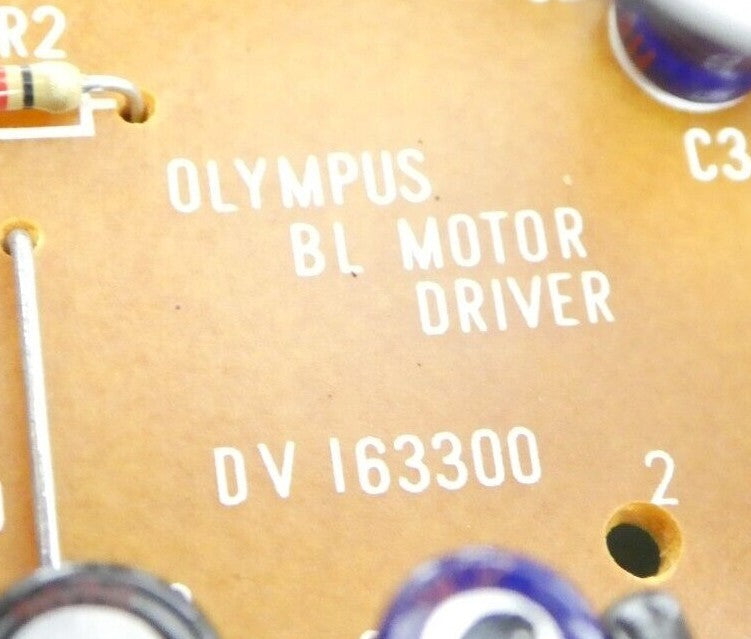 R2
C3
OLYMPUS
BL MOTOR
DRIVER
DV 163300
2